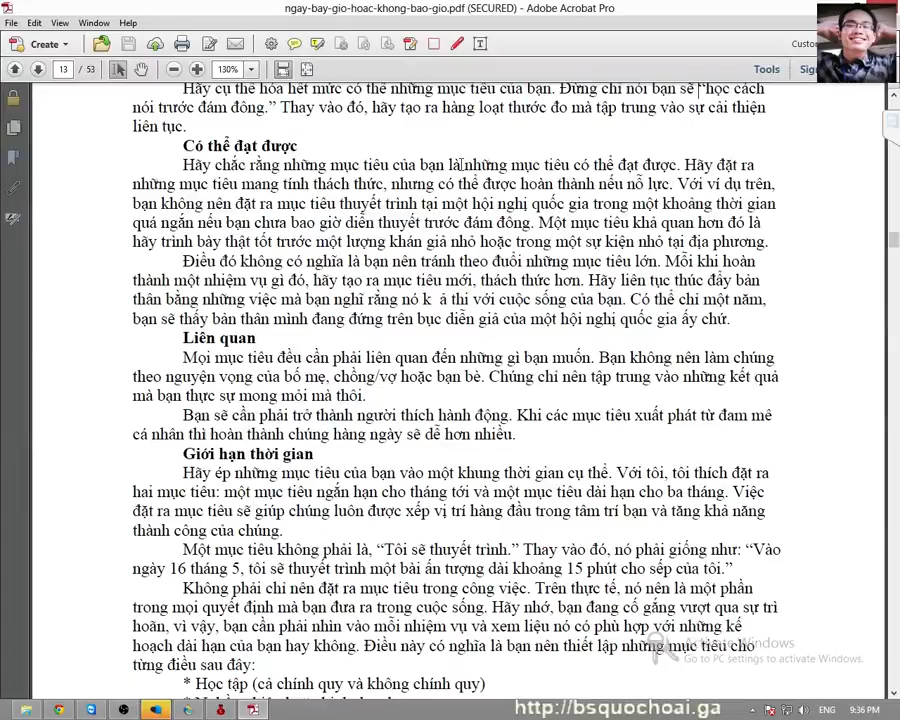 ngay-bay-gio-hoac-khong-bao-gio.pdf (SECURED) - Adobe Acrobat Pro
File Edit View Window Help
Create
Custo
13 / 53 130% Tools Sig
Hãy cụ thể hóa hết mức có thể những mục tiêu của bạn. Đừng chỉ nói bạn sẽ “học cách
nói trước đám đông.” Thay vào đó, hãy tạo ra hàng loạt thước đo mà tập trung vào sự cải thiện
liên tục.
Có thể đạt được
Hãy chắc rằng những mục tiêu của bạn là những mục tiêu có thể đạt được. Hãy đặt ra
những mục tiêu mang tính thách thức, nhưng có thể được hoàn thành nếu nỗ lực. Với ví dụ trên,
bạn không nên đặt ra mục tiêu thuyết trình tại một hội nghị quốc gia trong một khoảng thời gian
quá ngắn nếu bạn chưa bao giờ diễn thuyết trước đám đông. Một mục tiêu khả quan hơn đó là
hãy trình bày thật tốt trước một lượng khán giả nhỏ hoặc trong một sự kiện nhỏ tại địa phương.
Điều đó không có nghĩa là bạn nên tránh theo đuổi những mục tiêu lớn. Mỗi khi hoàn
thành một nhiệm vụ gì đó, hãy tạo ra mục tiêu mới, thách thức hơn. Hãy liên tục thúc đẩy bản
thân bằng những việc mà bạn nghĩ rằng nó k ả thi với cuộc sống của bạn. Có thể chỉ một năm,
bạn sẽ thấy bản thân mình đang đứng trên bục diễn giả của một hội nghị quốc gia ấy chứ.
Liên quan
Mọi mục tiêu đều cần phải liên quan đến những gì bạn muốn. Bạn không nên làm chúng
theo nguyện vọng của bố mẹ, chồng/vợ hoặc bạn bè. Chúng chỉ nên tập trung vào những kết quả
mà bạn thực sự mong mỏi mà thôi.
Bạn sẽ cần phải trở thành người thích hành động. Khi các mục tiêu xuất phát từ đam mê
cá nhân thì hoàn thành chúng hàng ngày sẽ dễ hơn nhiều.
Giới hạn thời gian
Hãy ép những mục tiêu của bạn vào một khung thời gian cụ thể. Với tôi, tôi thích đặt ra
hai mục tiêu: một mục tiêu ngắn hạn cho tháng tới và một mục tiêu dài hạn cho ba tháng. Việc
đặt ra mục tiêu sẽ giúp chúng luôn được xếp vị trí hàng đầu trong tâm trí bạn và tăng khả năng
thành công của chúng.
Một mục tiêu không phải là, “Tôi sẽ thuyết trình.” Thay vào đó, nó phải giống như: “Vào
ngày 16 tháng 5, tôi sẽ thuyết trình một bài ấn tượng dài khoảng 15 phút cho sếp của tôi.”
Không phải chỉ nên đặt ra mục tiêu trong công việc. Trên thực tế, nó nên là một phần
trong mọi quyết định mà bạn đưa ra trong cuộc sống. Hãy nhớ, bạn đang cố gắng vượt qua sự trì
hoãn, vì vậy, bạn cần phải nhìn vào mỗi nhiệm vụ và xem liệu nó có phù hợp với những kế
hoạch dài hạn của bạn hay không. Điều này có nghĩa là bạn nên thiết lập những mục tiêu cho
từng điều sau đây:
* Học tập (cả chính quy và không chính quy)
Activate Windows
Go to PC settings to activate Windows.
http://bsquochoai.ga
ENG 9:36 PM